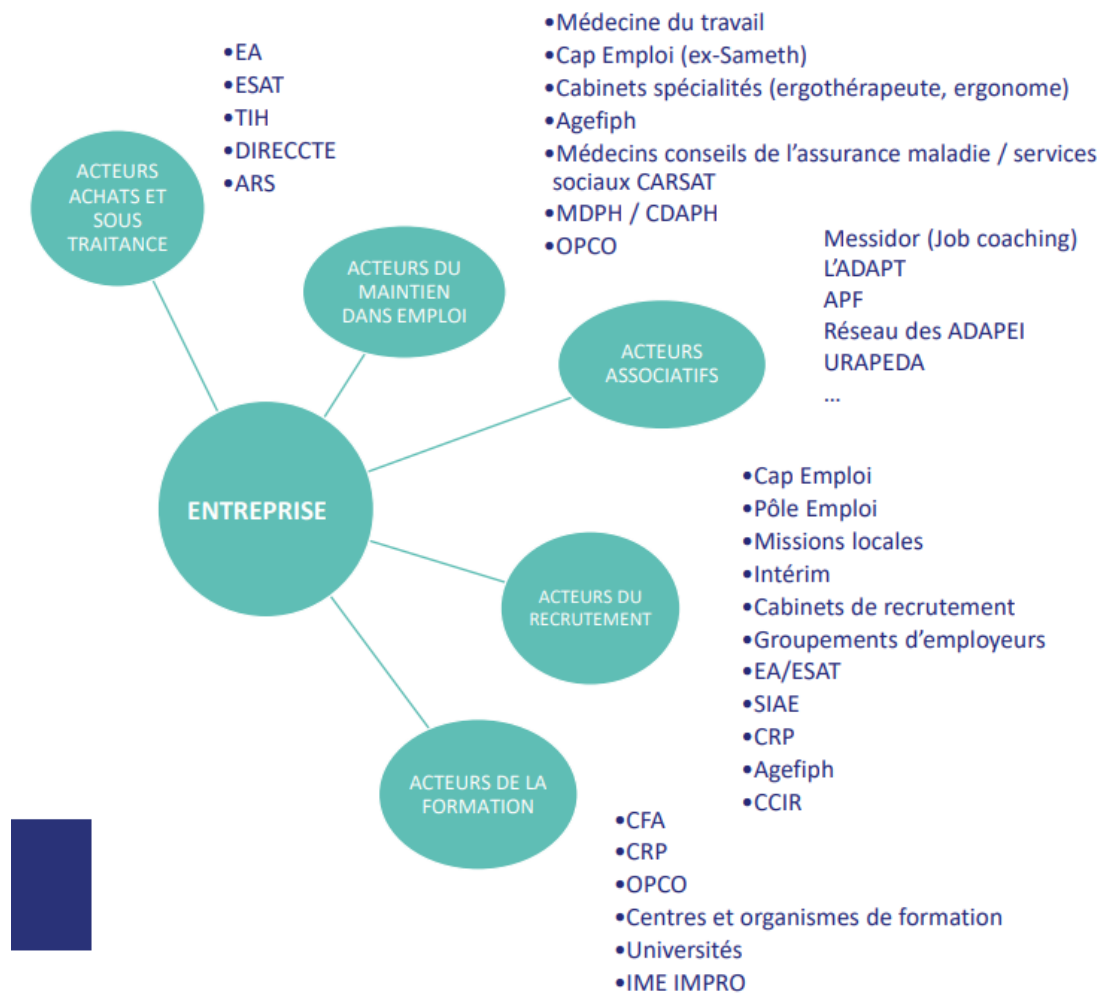 •EA
•ESAT
•TIH
•DIRECCTE
•ARS
ACTEURS
ACHATS ET
SOUS
TRAITANCE
•Médecine du travail
•Cap Emploi (ex-Sameth)
•Cabinets spécialités (ergothérapeute, ergonome)
•Agefiph
•Médecins conseils de l’assurance maladie / services
sociaux CARSAT
•MDPH / CDAPH
•OPCO
ACTEURS DU
MAINTIEN
DANS EMPLOI
Messidor (Job coaching)
L’ADAPT
APF
Réseau des ADAPEI
URAPEDA
...
ACTEURS
ASSOCIATIFS
ENTREPRISE
•Cap Emploi
•Pôle Emploi
•Missions locales
•Intérim
•Cabinets de recrutement
•Groupements d’employeurs
•EA/ESAT
•SIAE
•CRP
•Agefiph
•CCIR
ACTEURS DU
RECRUTEMENT
ACTEURS DE LA
FORMATION
•CFA
•CRP
•OPCO
•Centres et organismes de formation
•Universités
•IME IMPRO